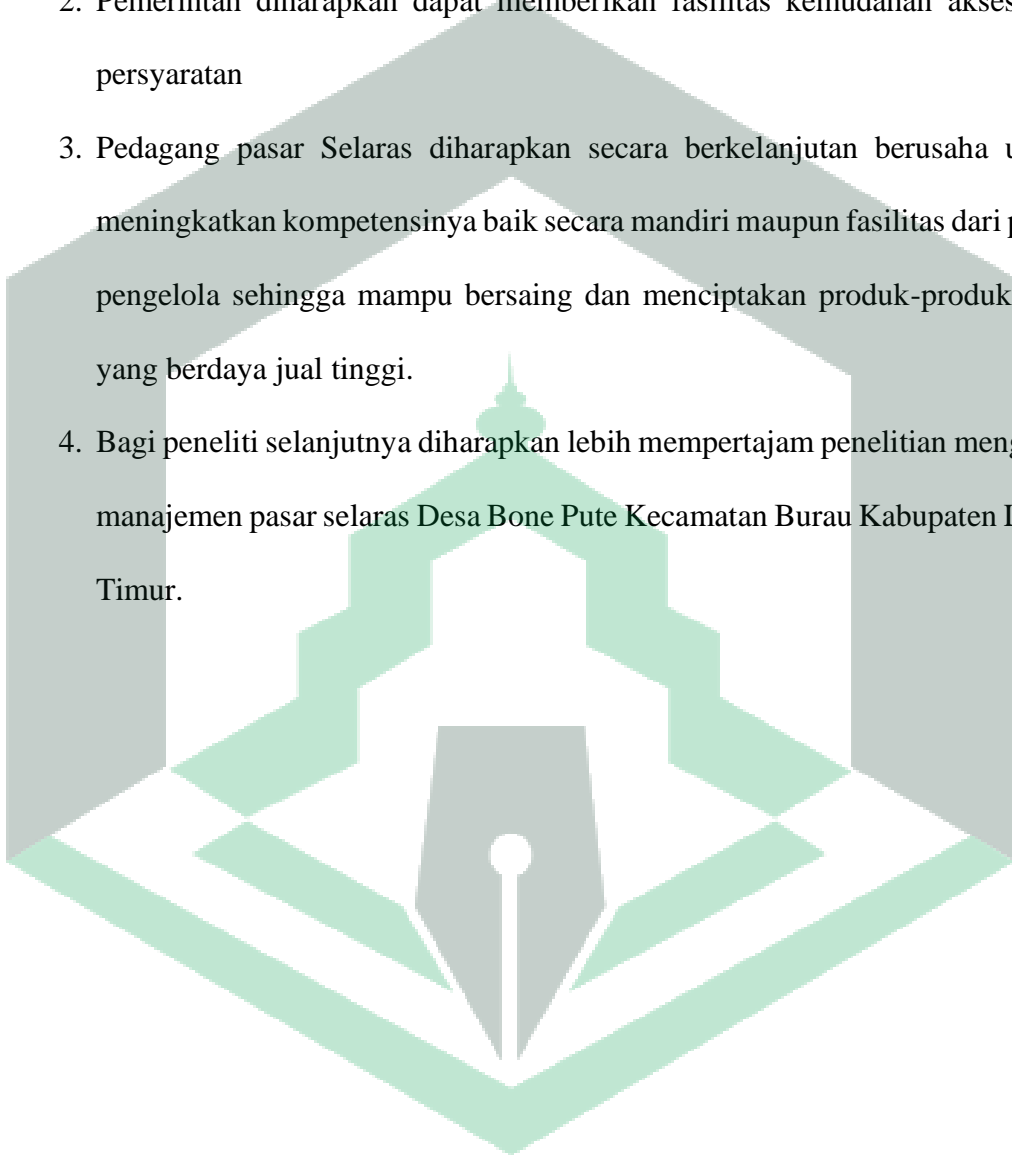 2. Pemerintah diharapkan dapat memberikan fasilitas kemudahan akses
persyaratan
3. Pedagang pasar Selaras diharapkan secara berkelanjutan berusaha
meningkatkan kompetensinya baik secara mandiri maupun fasilitas dari
pengelola sehingga mampu bersaing dan menciptakan produk-produk
yang berdaya jual tinggi.
4. Bagi peneliti selanjutnya diharapkan lebih mempertajam penelitian
manajemen pasar selaras Desa Bone Pute Kecamatan Burau Kabupaten
Timur.